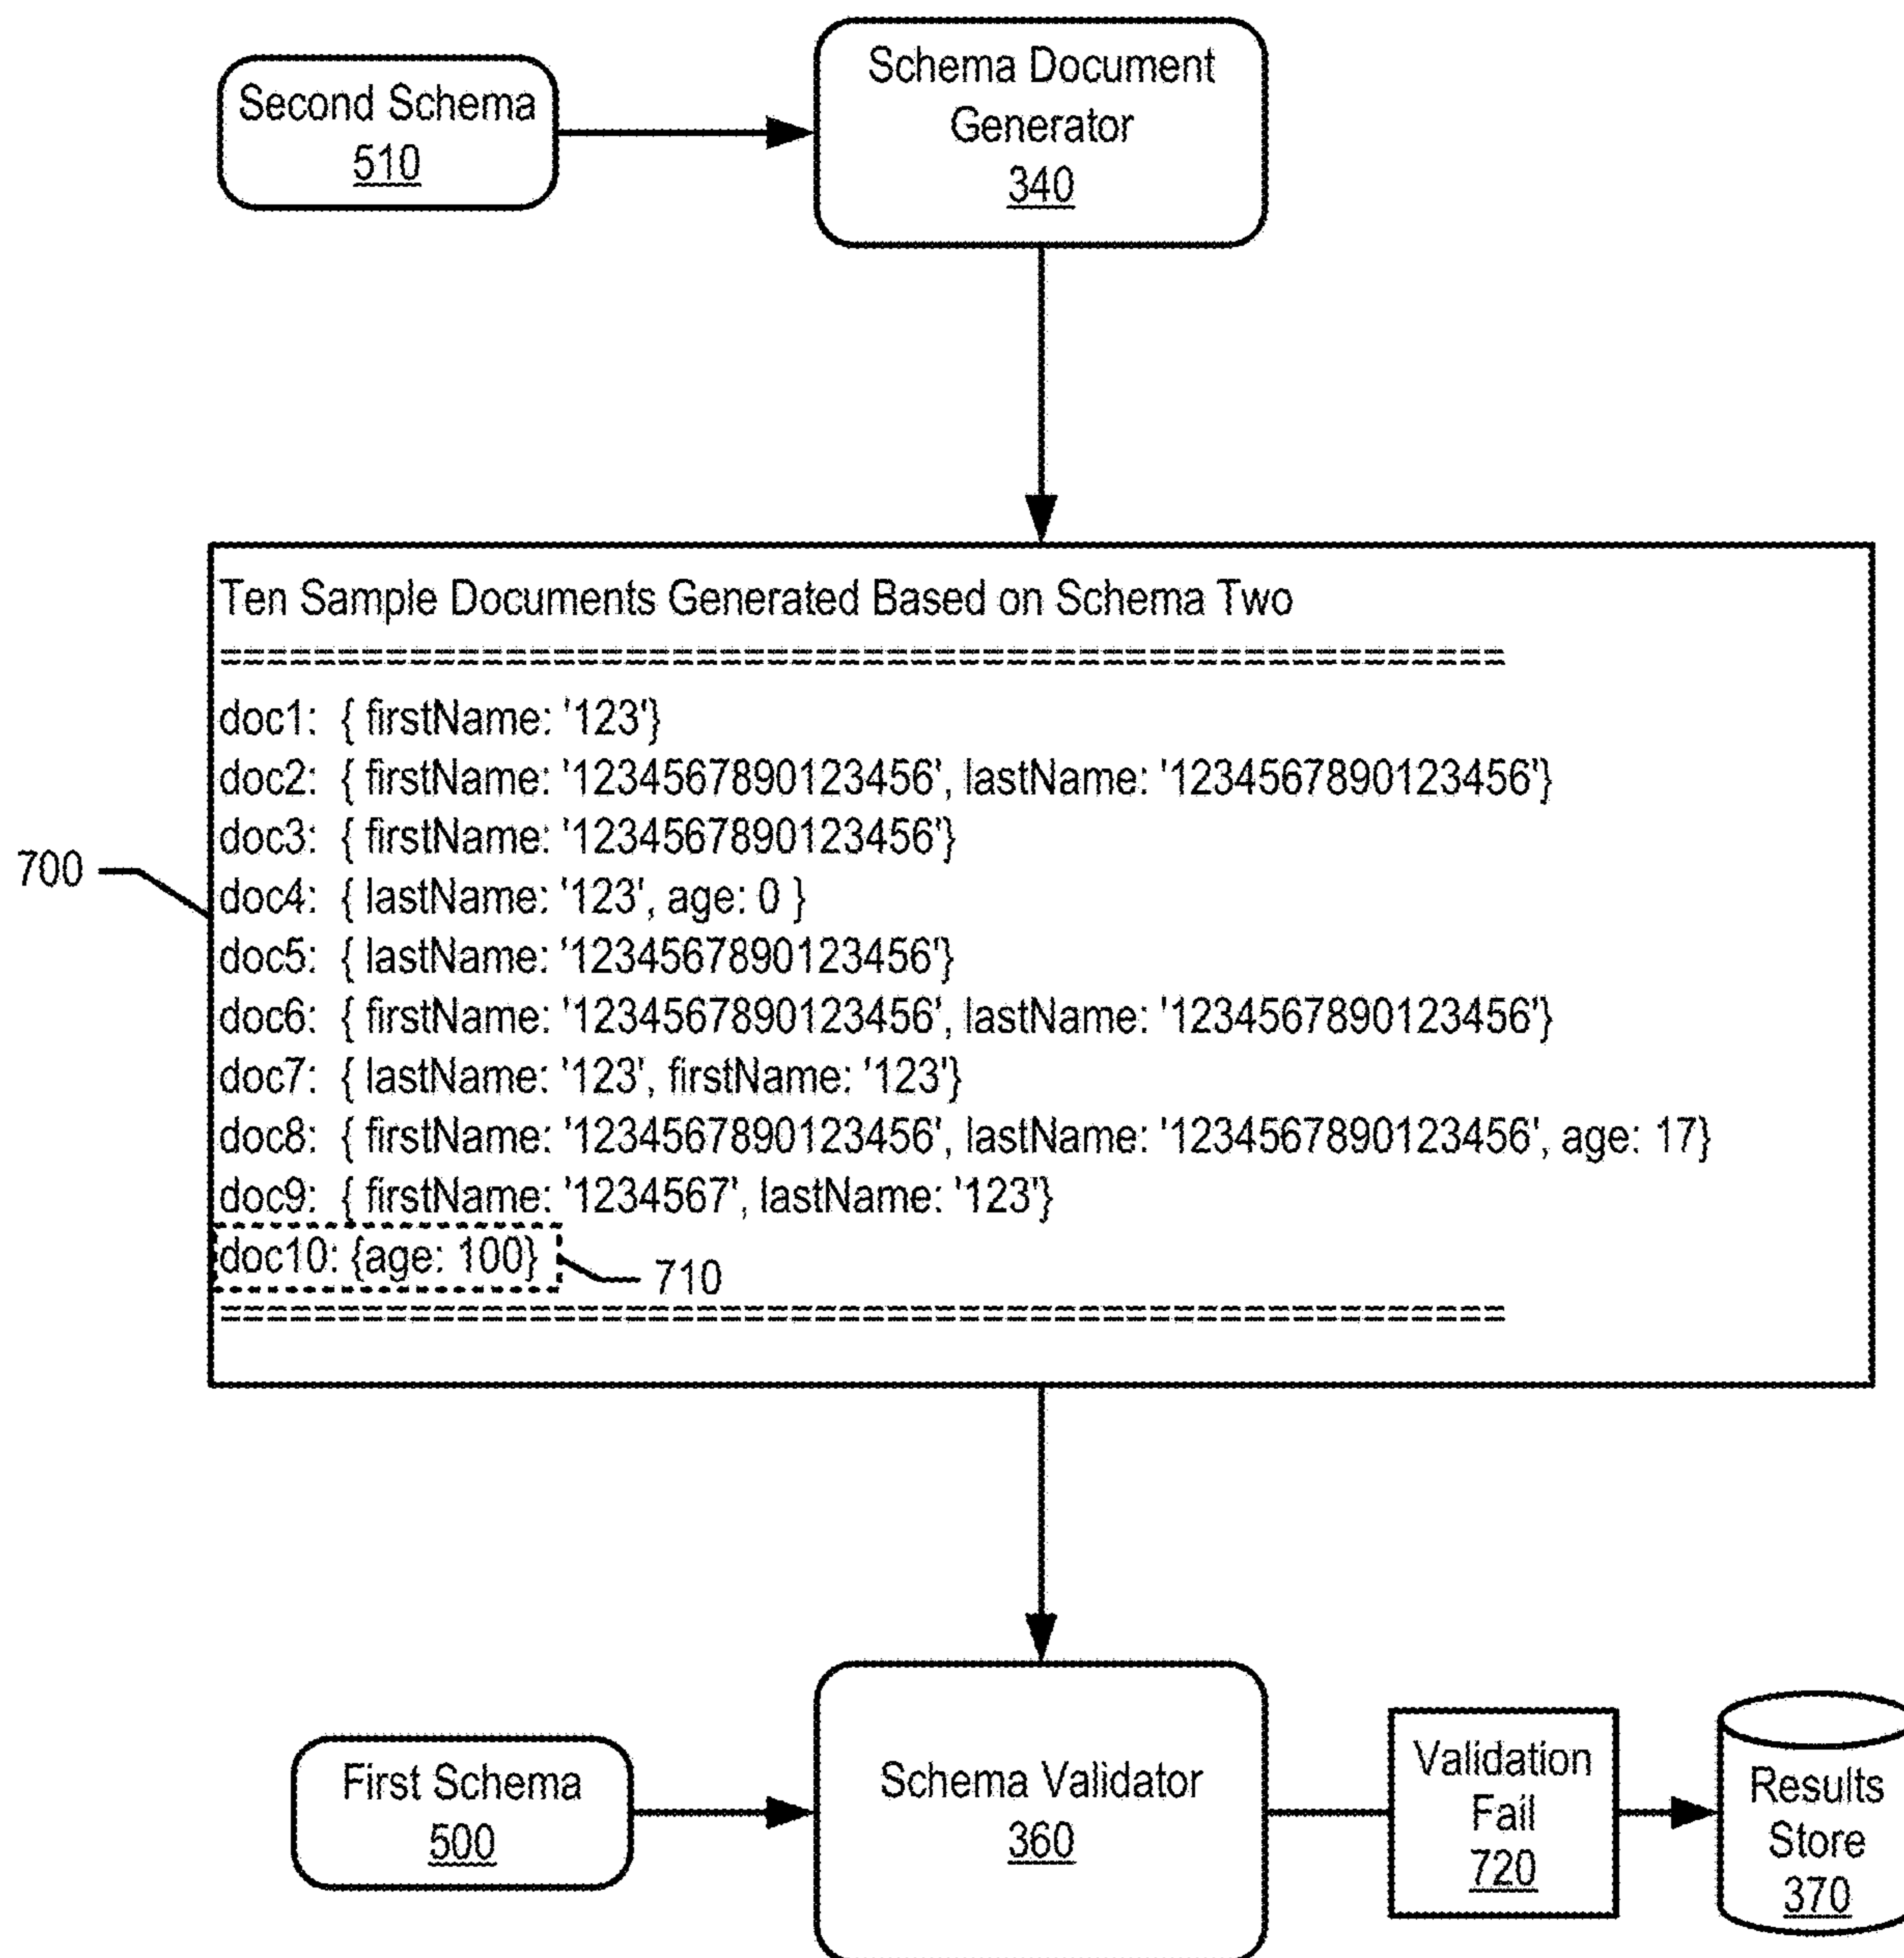 Second Schema
510
Schema Document
Generator
340
Ten Sample Documents Generated Based on Schema Two
======================================================
doc1: { firstName: '123'}
doc2: { firstName: '1234567890123456', lastName: '1234567890123456'}
doc3: { firstName: '1234567890123456'}
700
doc4: { lastName: '123', age: 0 }
doc5: { lastName: '1234567890123456'}
doc6: { firstName: '1234567890123456', lastName: '1234567890123456'}
doc7: { lastName: '123', firstName: '123'}
doc8: { firstName: '1234567890123456', lastName: '1234567890123456', age: 17}
doc9: { firstName: '1234567', lastName: '123'}
doc10: {age: 100}
710
======================================================
First Schema
500
Schema Validator
360
Validation
Fail
720
Results
Store
370